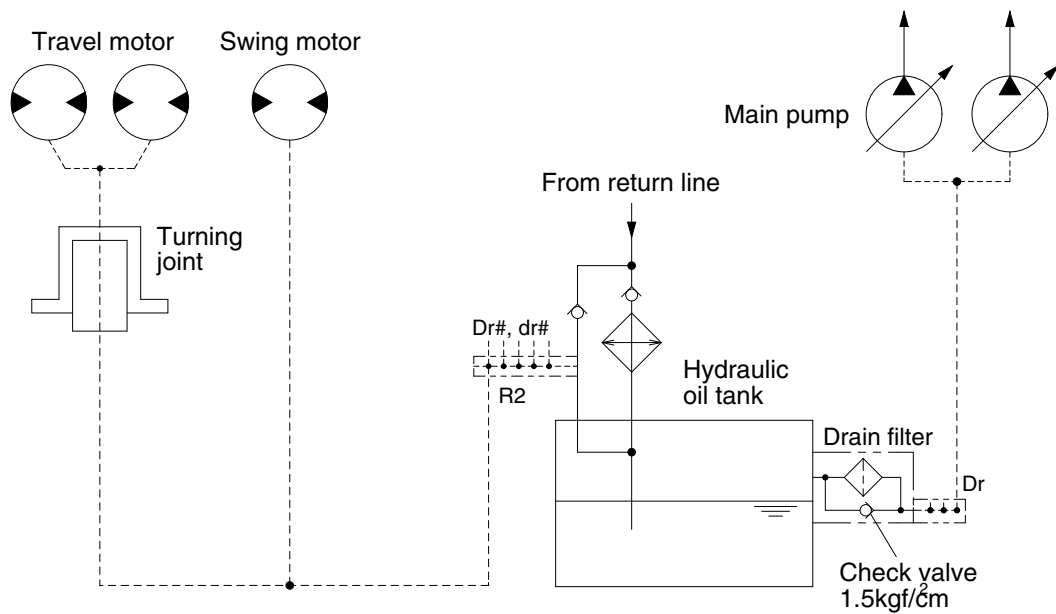 Travel motor
Swing motor
Main pump
From return line
Turning
joint
Dr#, dr#
R2
Hydraulic
oil tank
Drain filter
Dr
Check valve
1.5kgf/cm²